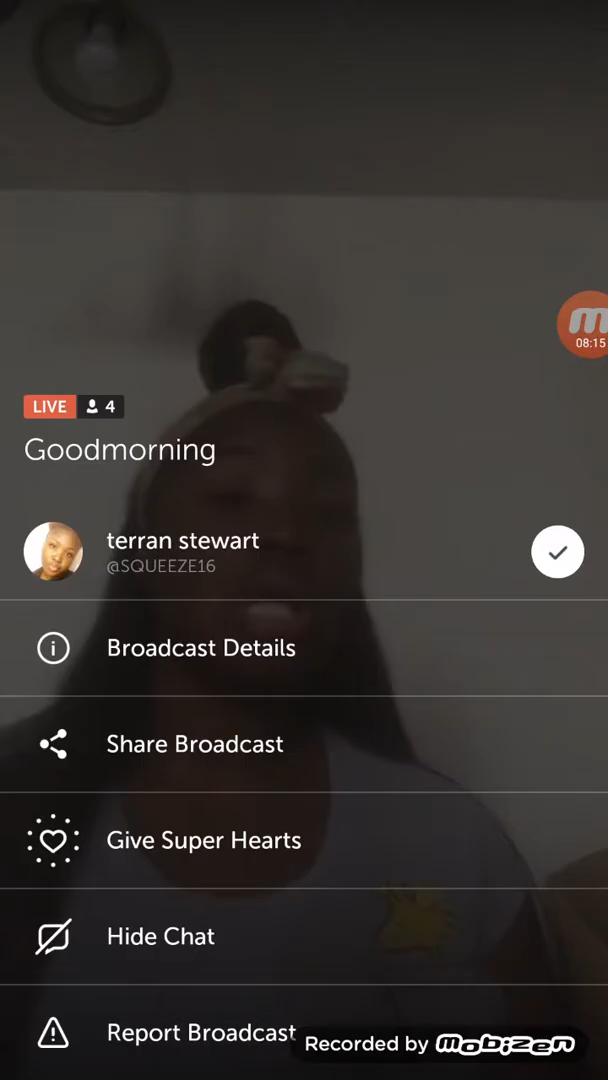 08:15
LIVE 4
Goodmorning
terran stewart
@SQUEEZE16
Broadcast Details
Share Broadcast
Give Super Hearts
Hide Chat
Report Broadcast
Recorded by mobizen